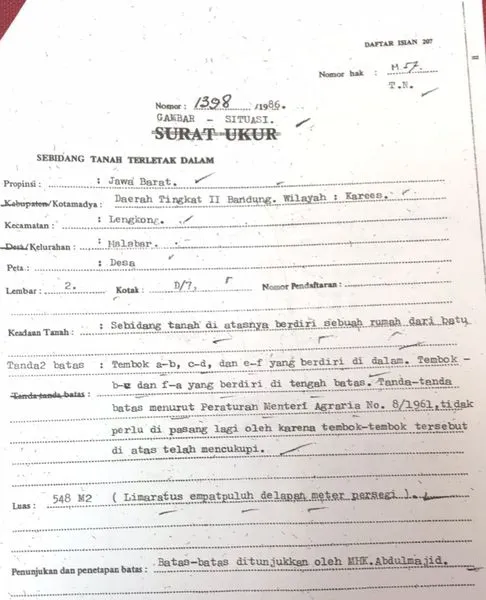 DAFTAR ISIAN 207
Nomor hak : M.57.
T.N.
Nomor : 1398 /1986.
GAMBAR - SITUASI.
SURAT UKUR
SEBIDANG TANAH TERLETAK DALAM
Propinsi : : Jawa Barat.
Kabupaten/Kotamadya : Daerah Tingkat II Bandung. Wilayah : Karees.
Kecamatan : : Lengkong.
Desa/Kelurahan : : Malabar.
Peta : : Desa
Lembar : 2. Kotak : D/7, Nomor Pendaftaran :
Keadaan Tanah : : Sebidang tanah di atasnya berdiri sebuah rumah dari batu
Tanda2 batas : Tembok a-b, c-d, dan e-f yang berdiri di dalam. Tembok -
Tanda-tanda batas : b-c dan f-a yang berdiri di tengah batas. Tanda-tanda
batas menurut Peraturan Menteri Agraria No. 8/1961,tidak
perlu di pasang lagi oleh karena tembok-tembok tersebut
di atas telah mencukupi.
Luas : 548 M2 ( Limaratus empatpuluh delapan meter persegi ).
Penunjukan dan penetapan batas : Batas-batas ditunjukkan oleh MHK.Abdulmajid.